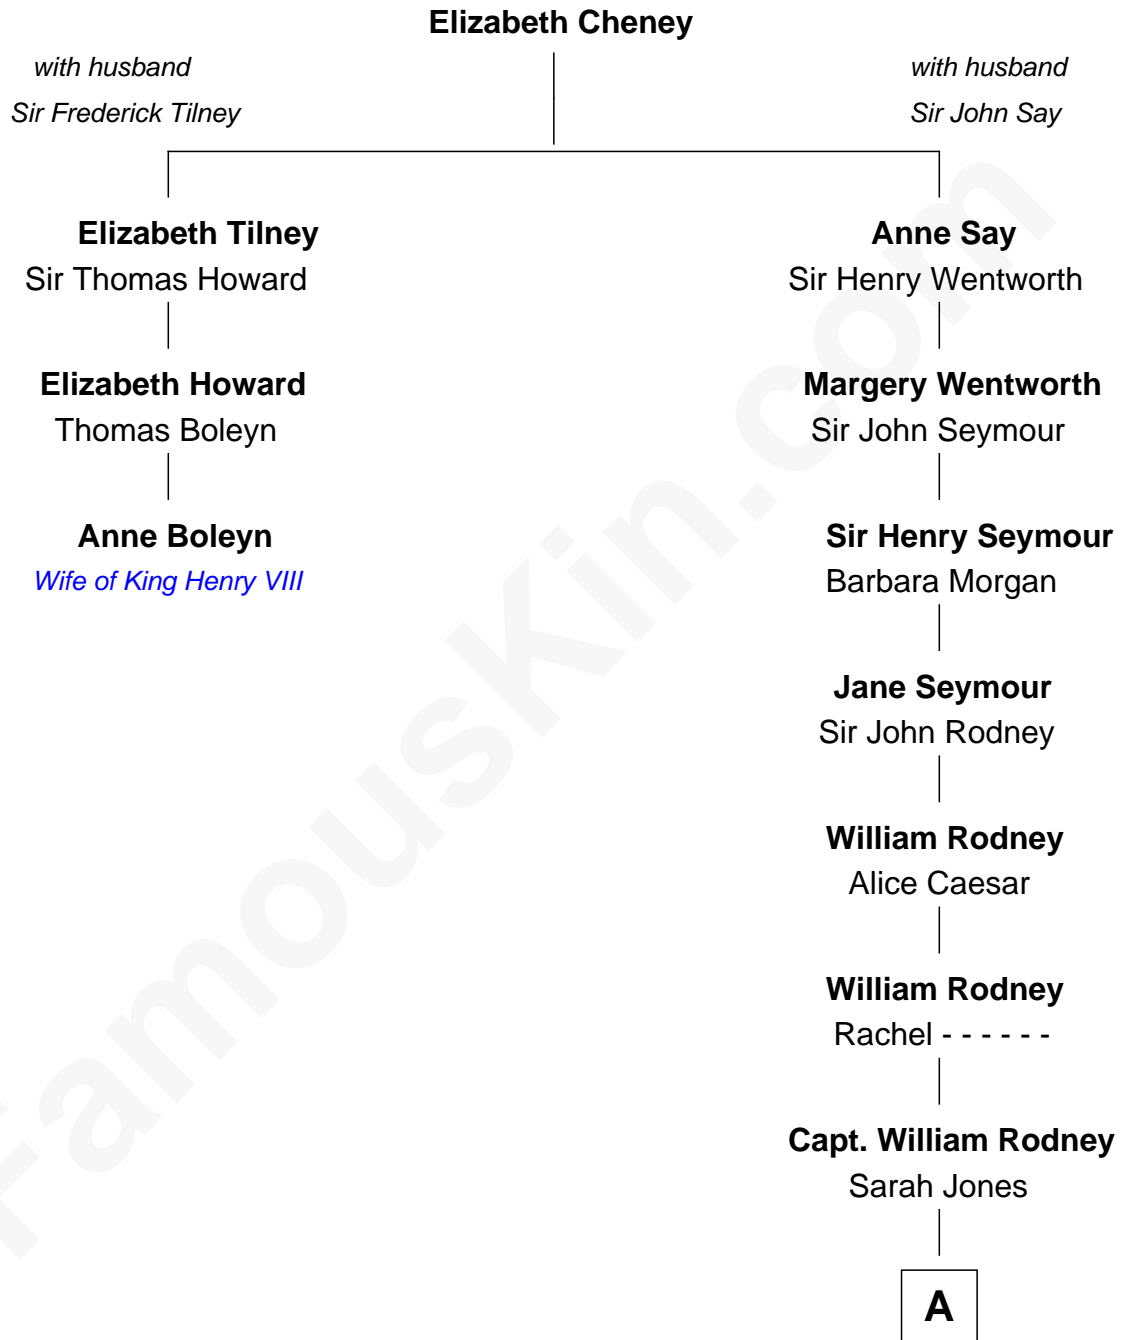 Elizabeth Cheney
with husband
Sir Frederick Tilney
with husband
Sir John Say
Elizabeth Tilney
Sir Thomas Howard
Anne Say
Sir Henry Wentworth
Elizabeth Howard
Thomas Boleyn
Margery Wentworth
Sir John Seymour
Anne Boleyn
Wife of King Henry VIII
Sir Henry Seymour
Barbara Morgan
Jane Seymour
Sir John Rodney
William Rodney
Alice Caesar
William Rodney
Rachel - - - - - -
Capt. William Rodney
Sarah Jones
A
FamousKin.com